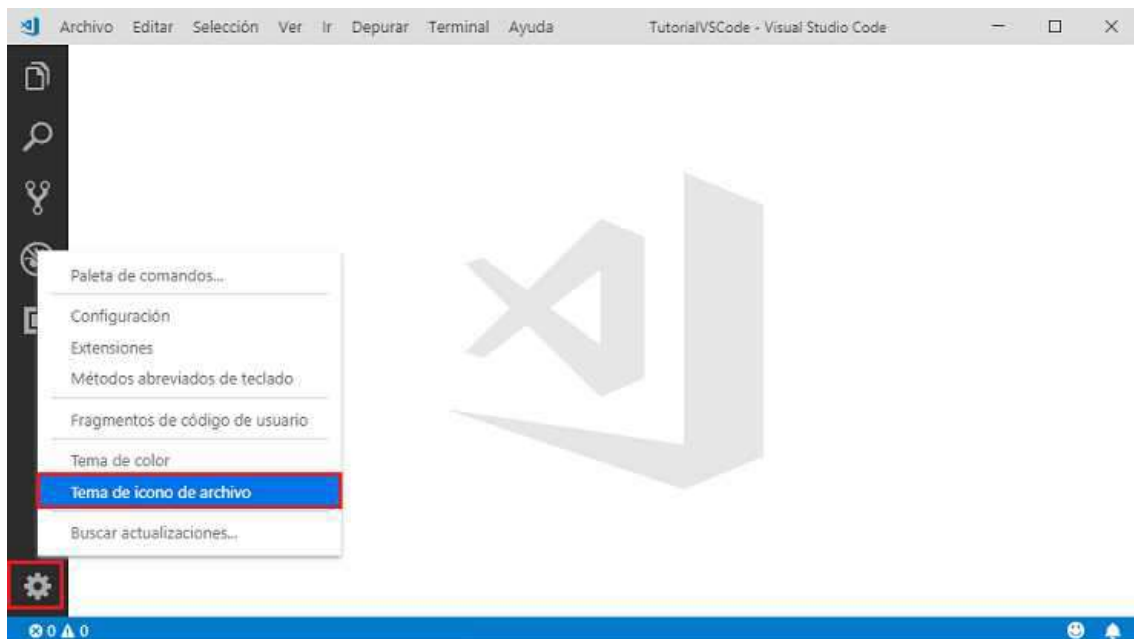 Archivo Editar Selección Ver Ir Depurar Terminal Ayuda TutorialVSCode - Visual Studio Code
Paleta de comandos...
Configuración
Extensiones
Métodos abreviados de teclado
Fragmentos de código de usuario
Tema de color
Tema de icono de archivo
Buscar actualizaciones...
0 0